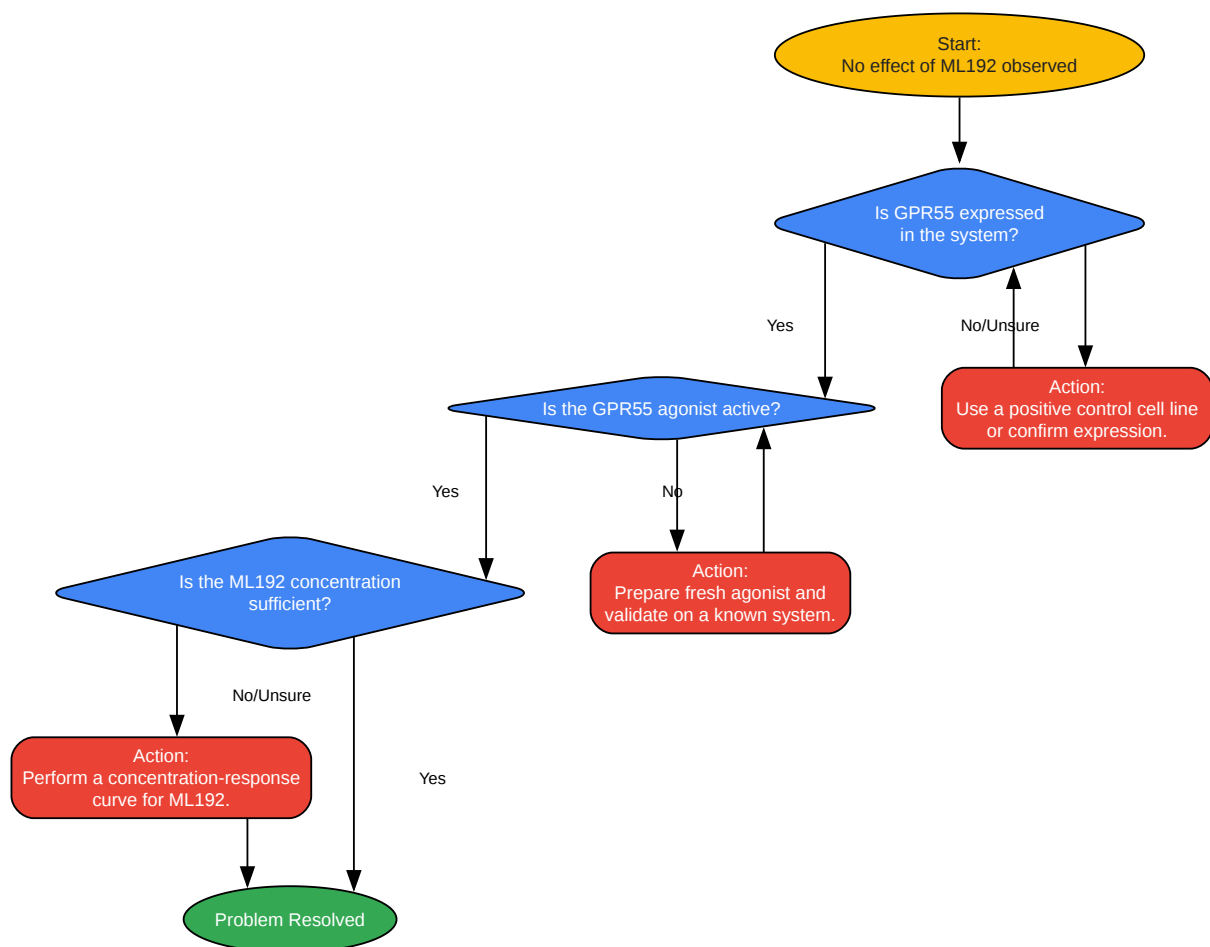 Start:
No effect of ML192 observed
Is GPR55 expressed
in the system?
Yes
No/Unsure
Action:
Use a positive control cell line
or confirm expression.
Is the GPR55 agonist active?
Yes
No
Action:
Prepare fresh agonist and
validate on a known system.
Is the ML192 concentration
sufficient?
No/Unsure
Yes
Action:
Perform a concentration-response
curve for ML192.
Problem Resolved